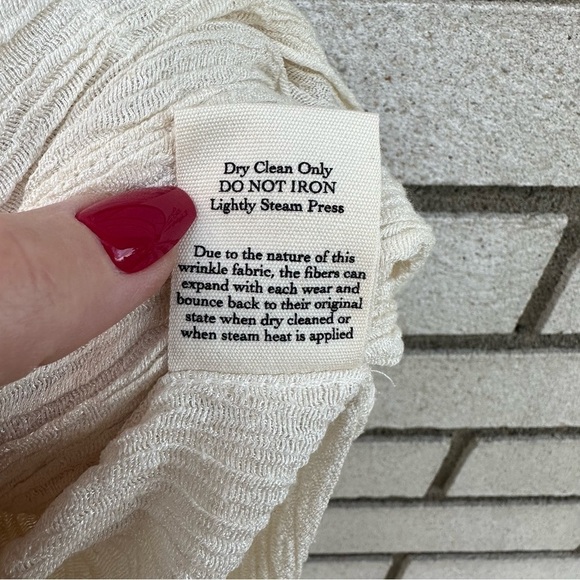 Dry Clean Only
DO NOT IRON
Lightly Steam Press
Due to the nature of this
wrinkle fabric, the fibers can
expand with each wear and
bounce back to their original
state when dry cleaned or
when steam heat is applied